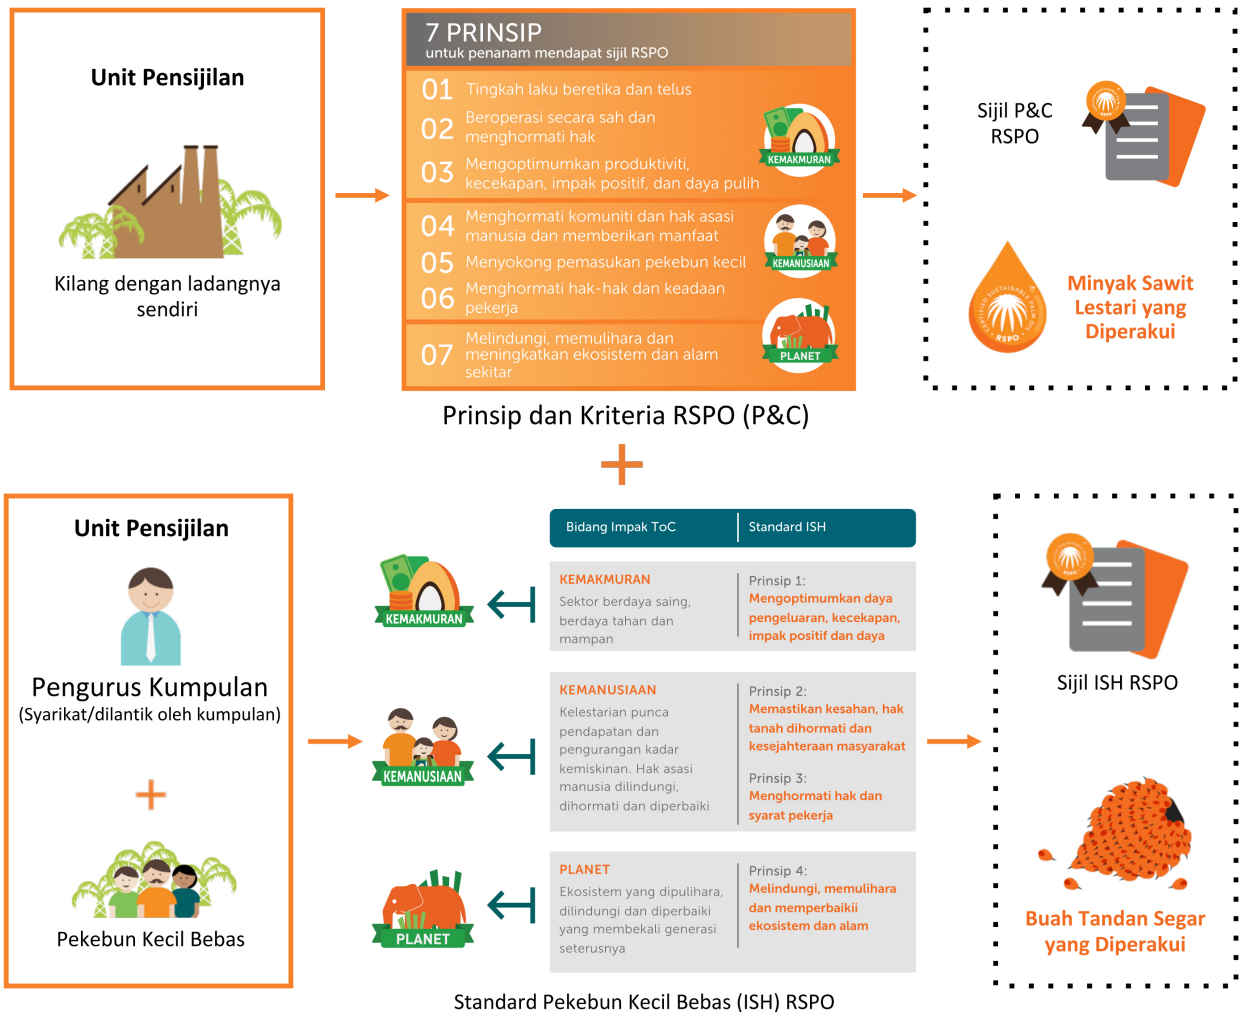 Unit Pensijilan
Kilang dengan ladangnya
sendiri
7 PRINSIP
untuk penanam mendapat sijil RSPO
01 Tingkah laku beretika dan telus
02 Beroperasi secara sah dan
menghormati hak
03 Mengoptimumkan produktiviti,
kecekapan, impak positif, dan daya pulih
KEMAKMURAN
04 Menghormati komuniti dan hak asasi
manusia dan memberikan manfaat
05 Menyokong pemasukan pekebun kecil
06 Menghormati hak-hak dan keadaan
pekerja
KEMANUSIAAN
07 Melindungi, memulihara dan
meningkatkan ekosistem dan alam
sekitar
PLANET
Prinsip dan Kriteria RSPO (P&C)
Sijil P&C
RSPO
CERTIFIED SUSTAINABLE PALM OIL
RSPO
Minyak Sawit
Lestari yang
Diperakui
+
Unit Pensijilan
Pengurus Kumpulan
(Syarikat/dilantik oleh kumpulan)
+
Pekebun Kecil Bebas
Bidang Impak ToC
Standard ISH
KEMAKMURAN
KEMAKMURAN
Sektor berdaya saing,
berdaya tahan dan
mampan
Prinsip 1:
Mengoptimumkan daya
pengeluaran, kecekapan,
impak positif dan daya
KEMANUSIAAN
KEMANUSIAAN
Kelestarian punca
pendapatan dan
pengurangan kadar
kemiskinan. Hak asasi
manusia dilindungi,
dihormati dan diperbaiki
Prinsip 2:
Memastikan kesahan, hak
tanah dihormati dan
kesejahteraan masyarakat
Prinsip 3:
Menghormati hak dan
syarat pekerja
PLANET
PLANET
Ekosistem yang dipulihara,
dilindungi dan diperbaiki
yang membekali generasi
seterusnya
Prinsip 4:
Melindungi, memulihara
dan memperbaikii
ekosistem dan alam
Standard Pekebun Kecil Bebas (ISH) RSPO
Sijil ISH RSPO
Buah Tandan Segar
yang Diperakui